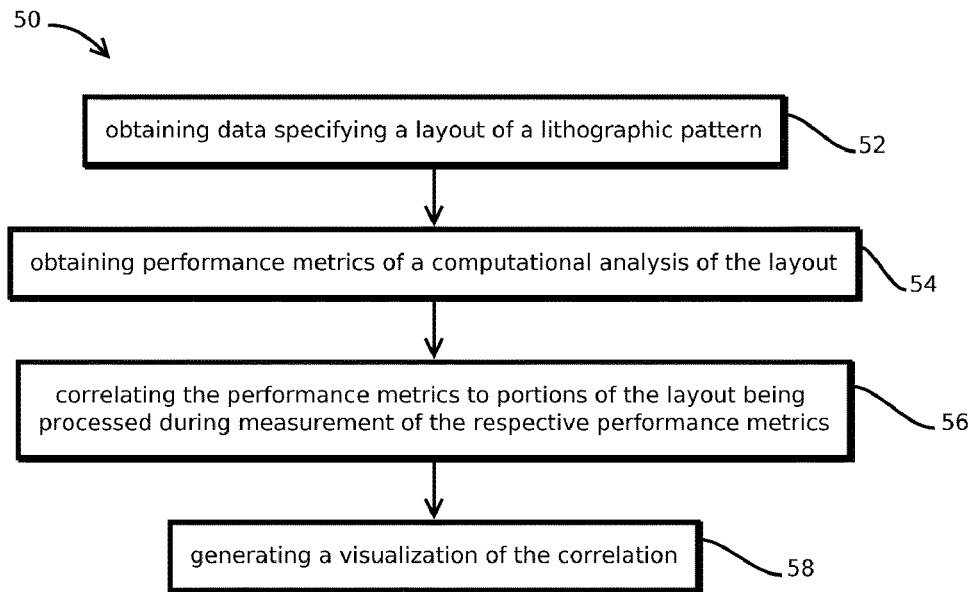 50
obtaining data specifying a layout of a lithographic pattern
52
obtaining performance metrics of a computational analysis of the layout
54
correlating the performance metrics to portions of the layout being
processed during measurement of the respective performance metrics
56
generating a visualization of the correlation
58